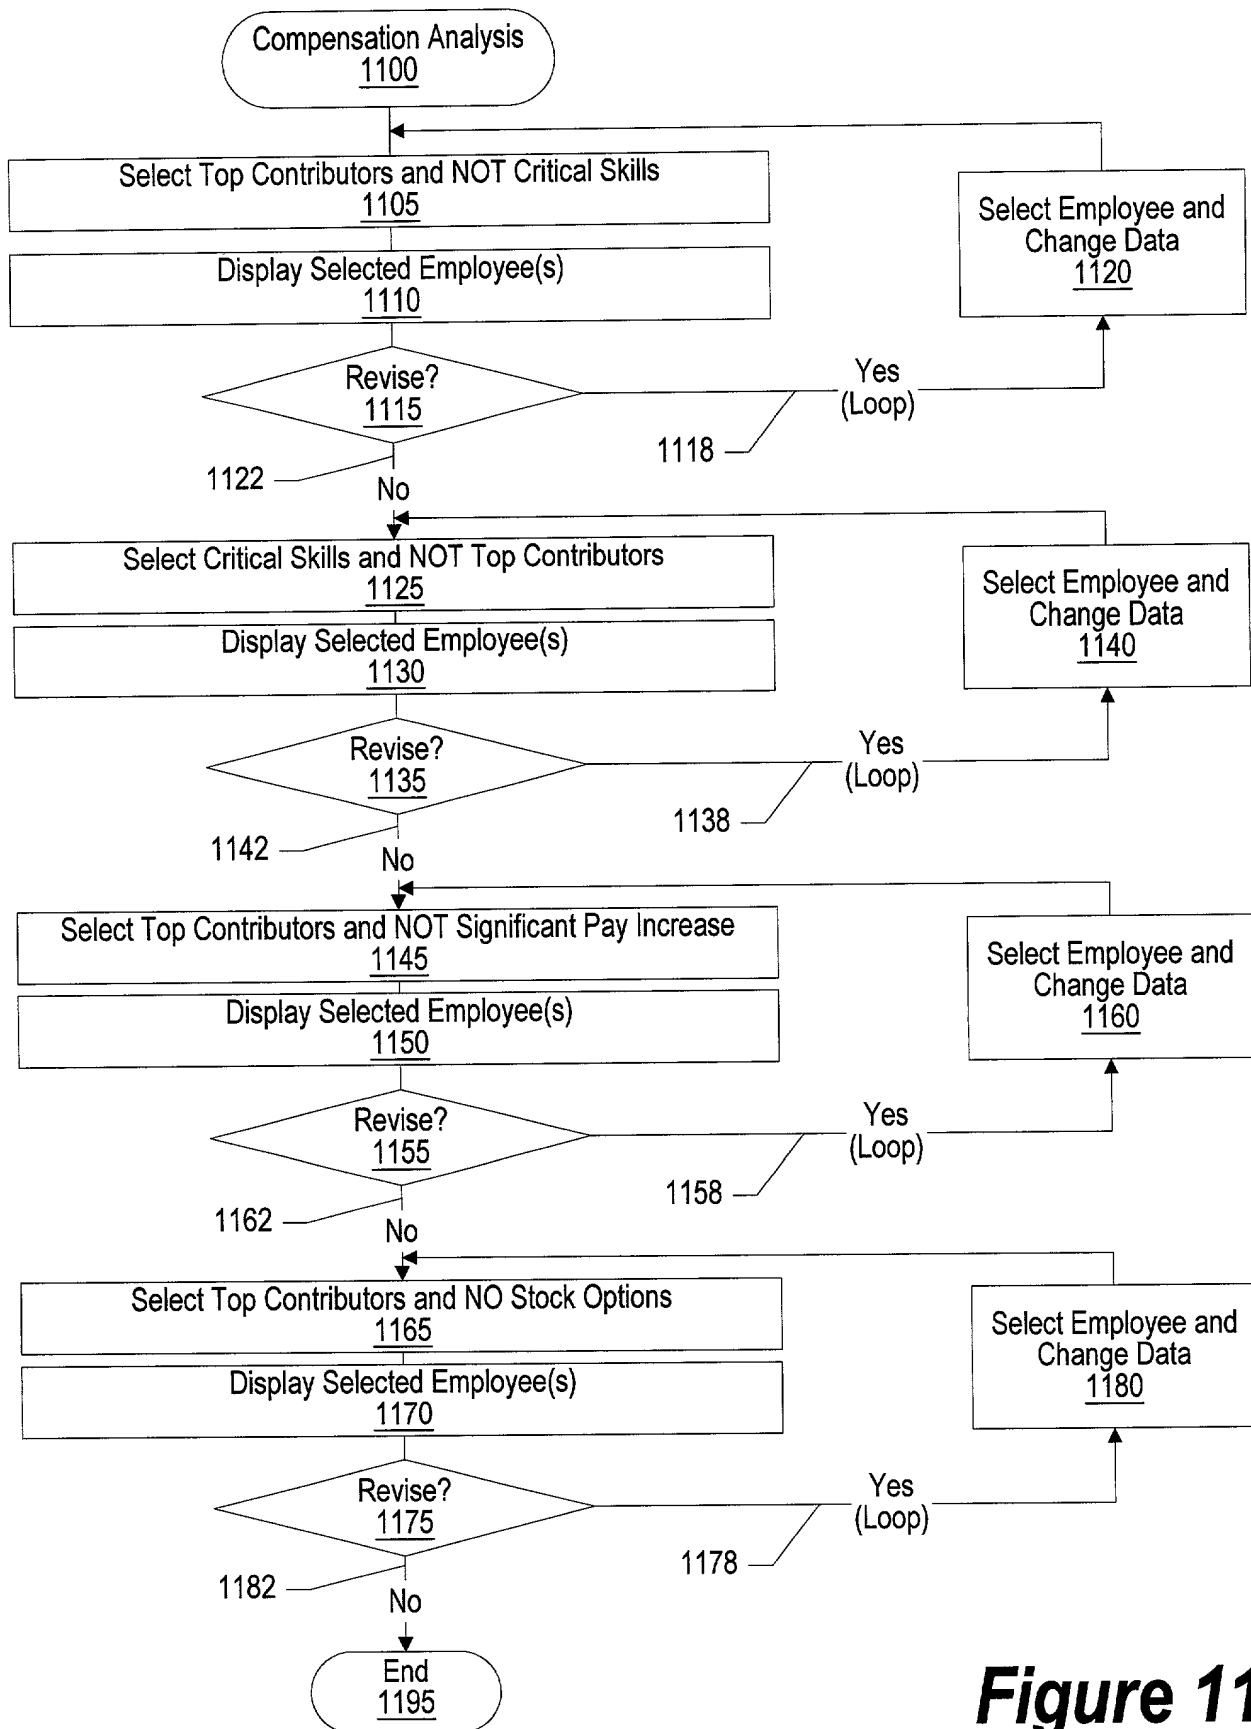 Compensation Analysis
1100
Select Top Contributors and NOT Critical Skills
1105
Select Employee and
Change Data
1120
Display Selected Employee(s)
1110
Revise?
1115
Yes
(Loop)
1118
1122
No
Select Critical Skills and NOT Top Contributors
1125
Select Employee and
Change Data
1140
Display Selected Employee(s)
1130
Revise?
1135
Yes
(Loop)
1138
1142
No
Select Top Contributors and NOT Significant Pay Increase
1145
Select Employee and
Change Data
1160
Display Selected Employee(s)
1150
Revise?
1155
Yes
(Loop)
1158
1162
No
Select Top Contributors and NO Stock Options
1165
Select Employee and
Change Data
1180
Display Selected Employee(s)
1170
Revise?
1175
Yes
(Loop)
1178
1182
No
End
1195
Figure 11